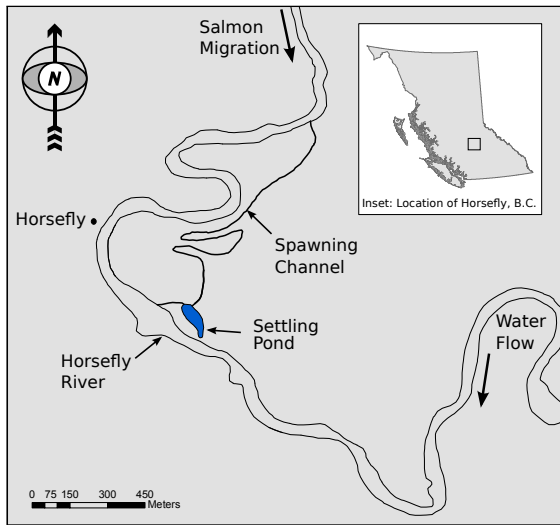 Salmon
Migration
N
Inset: Location of Horsefly, B.C.
Horsefly
Spawning
Channel
Settling
Pond
Water
Flow
Horsefly
River
0 75 150 300 450
Meters